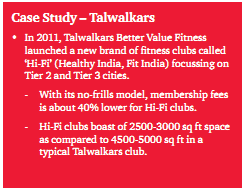 Case Study – Talwalkars
• In 2011, Talwalkars Better Value Fitness
launched a new brand of fitness clubs called
'Hi-Fi' (Healthy India, Fit India) focussing on
Tier 2 and Tier 3 cities.
- With its no-frills model, membership fees
is about 40% lower for Hi-Fi clubs.
- Hi-Fi clubs boast of 2500-3000 sq ft space
as compared to 4500-5000 sq ft in a
typical Talwalkars club.